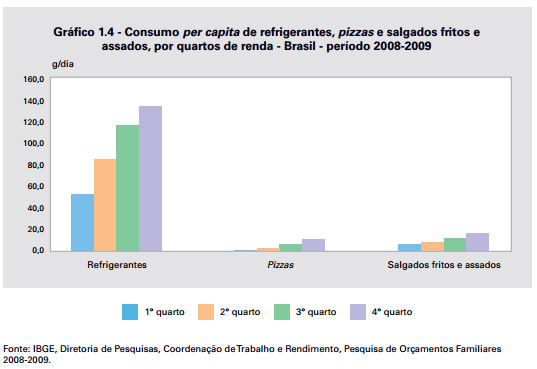 Gráfico 1.4 - Consumo per capita de refrigerantes, pizzas e salgados fritos e
assados, por quartos de renda - Brasil - período 2008-2009
g/dia
160,0
140,0
120,0
100,0
80,0
60,0
40,0
20,0
0,0
Refrigerantes Pizzas Salgados fritos e assados
1º quarto 2º quarto 3º quarto 4º quarto
Fonte: IBGE, Diretoria de Pesquisas, Coordenação de Trabalho e Rendimento, Pesquisa de Orçamentos Familiares
2008-2009.